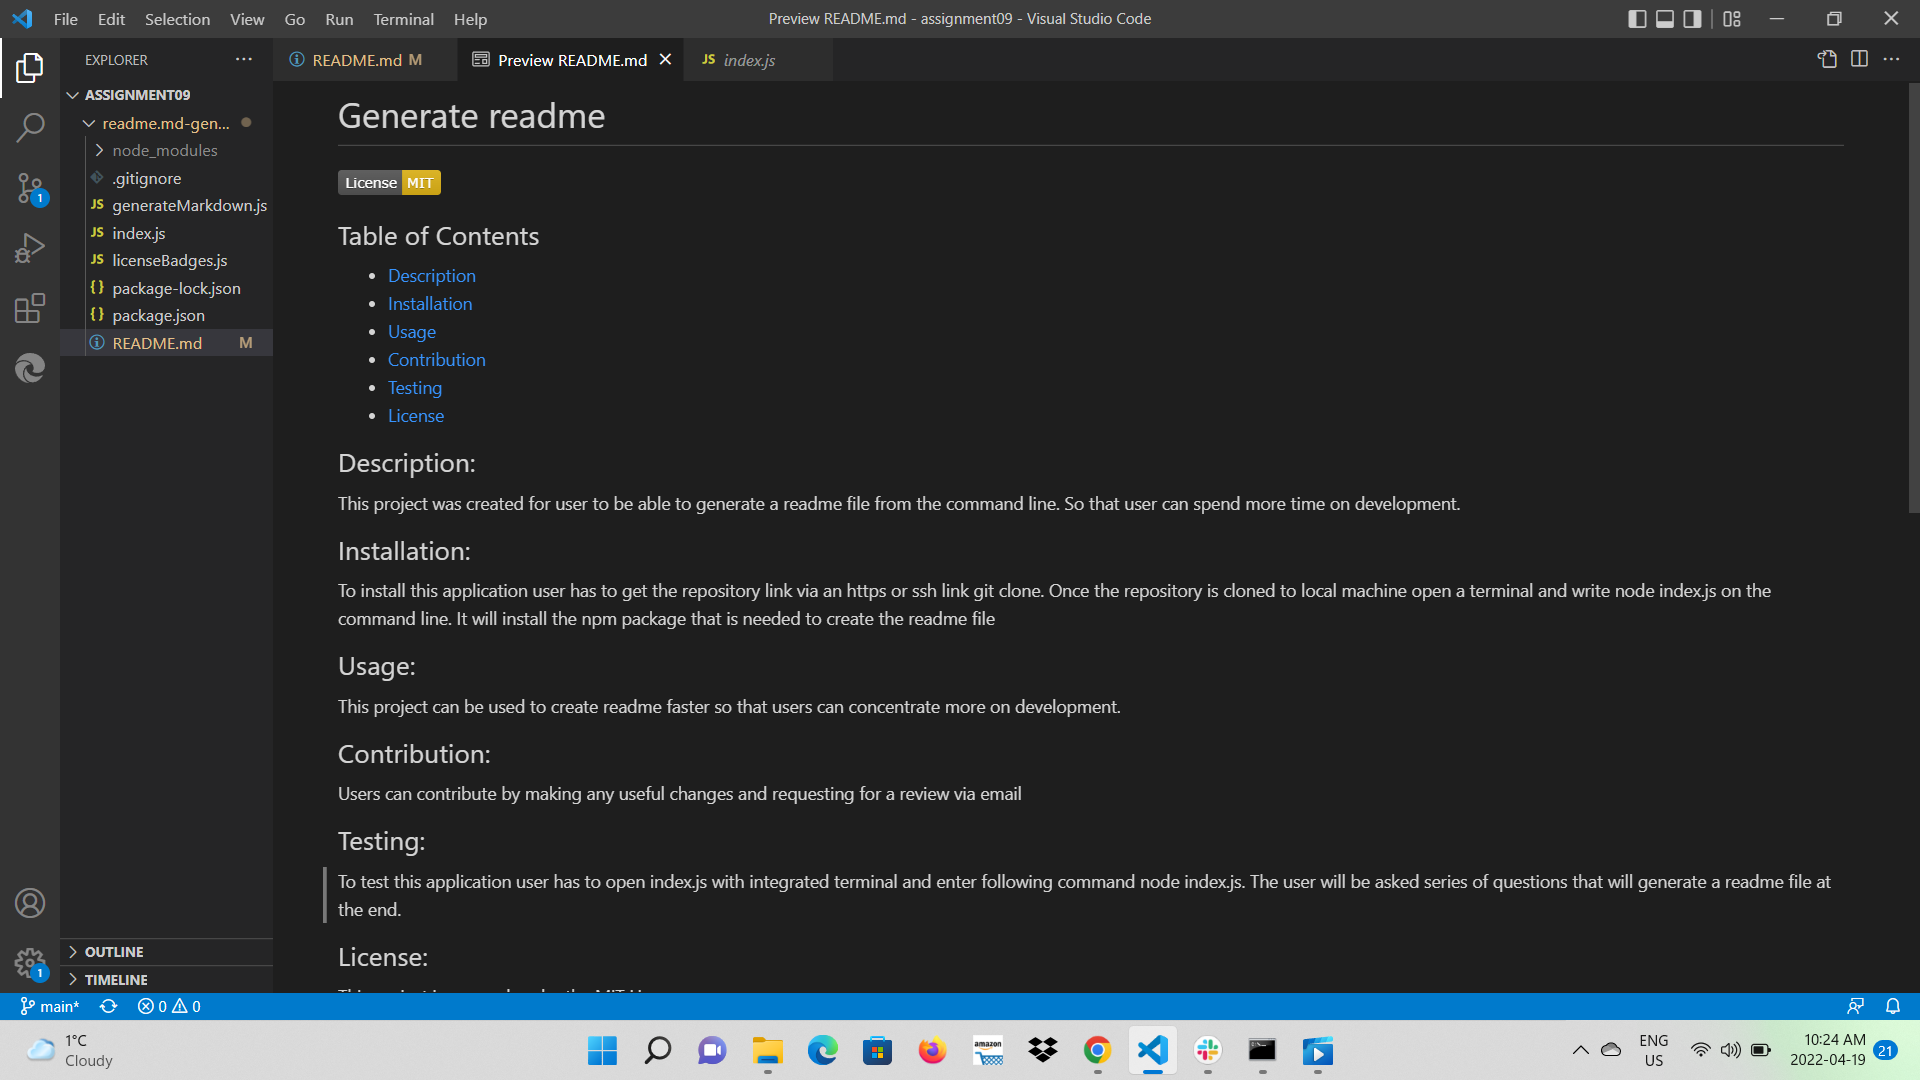 File Edit Selection View Go Run Terminal Help
Preview README.md - assignment09 - Visual Studio Code
EXPLORER
README.md M
Preview README.md
JS index.js
ASSIGNMENT09
readme.md-gen...
node_modules
.gitignore
JS generateMarkdown.js
JS index.js
JS licenseBadges.js
{} package-lock.json
{} package.json
README.md M
1
1
OUTLINE
TIMELINE
Generate readme
License MIT
Table of Contents
• Description
• Installation
• Usage
• Contribution
• Testing
• License
Description:
This project was created for user to be able to generate a readme file from the command line. So that user can spend more time on development.
Installation:
To install this application user has to get the repository link via an https or ssh link git clone. Once the repository is cloned to local machine open a terminal and write node index.js on the
command line. It will install the npm package that is needed to create the readme file
Usage:
This project can be used to create readme faster so that users can concentrate more on development.
Contribution:
Users can contribute by making any useful changes and requesting for a review via email
Testing:
To test this application user has to open index.js with integrated terminal and enter following command node index.js. The user will be asked series of questions that will generate a readme file at
the end.
License:
main* 0 0
1°C
Cloudy
amazon
ENG
US
10:24 AM
2022-04-19
21